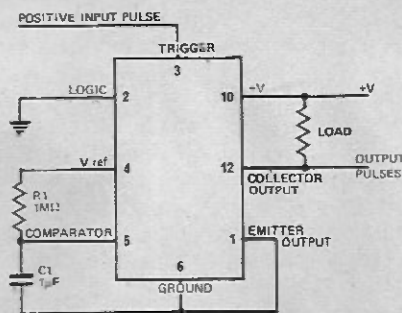 POSITIVE INPUT PULSE
TRIGGER
3
LOGIC
2
10
+V
+V
LOAD
V ref
4
12
COLLECTOR
OUTPUT
OUTPUT
PULSES
R1
1MΩ
COMPARATOR
5
1
EMITTER
OUTPUT
C1
1µF
6
GROUND